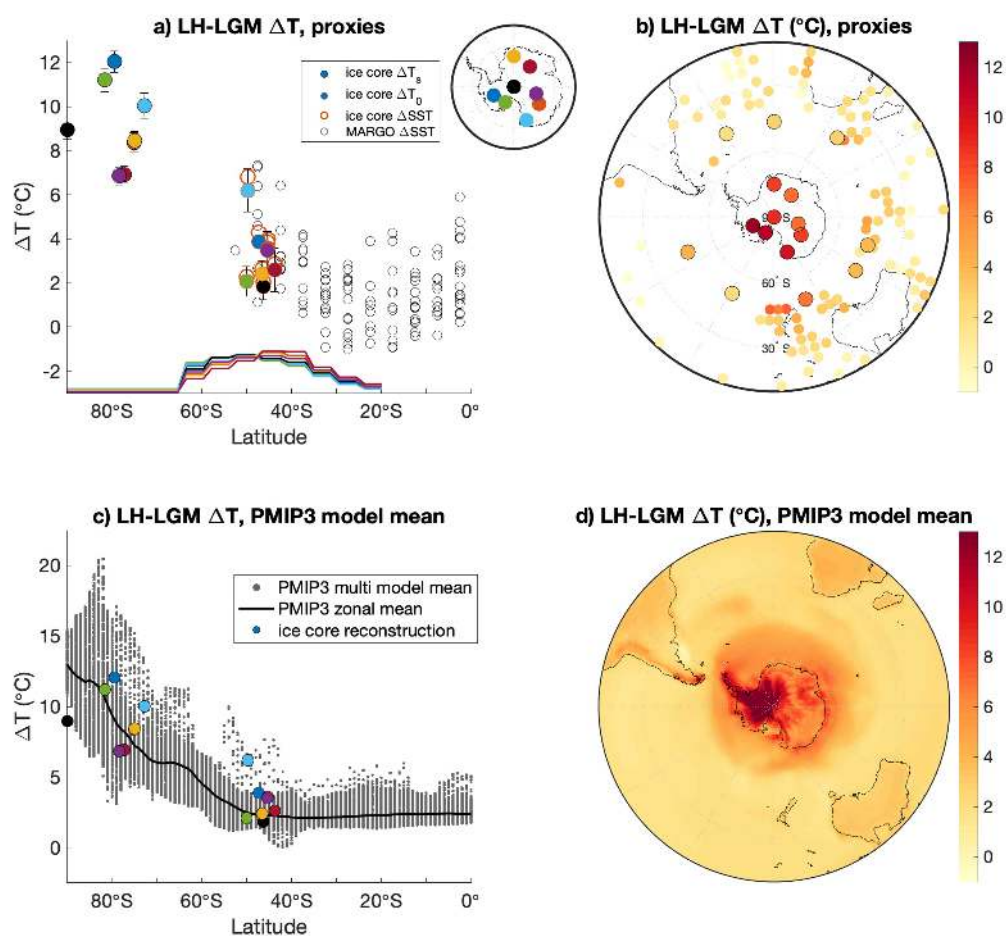 a) LH-LGM ΔT, proxies
12
10
8
6
4
2
0
-2
ΔT (°C)
ice core ΔTs
ice core ΔT0
ice core ΔSST
MARGO ΔSST
80°S
60°S
40°S
20°S
0°
Latitude
b) LH-LGM ΔT (°C), proxies
90° S
60° S
30° S
12
10
8
6
4
2
0
c) LH-LGM ΔT, PMIP3 model mean
20
15
10
5
0
ΔT (°C)
PMIP3 multi model mean
PMIP3 zonal mean
ice core reconstruction
80°S
60°S
40°S
20°S
0°
Latitude
d) LH-LGM ΔT (°C), PMIP3 model mean
12
10
8
6
4
2
0